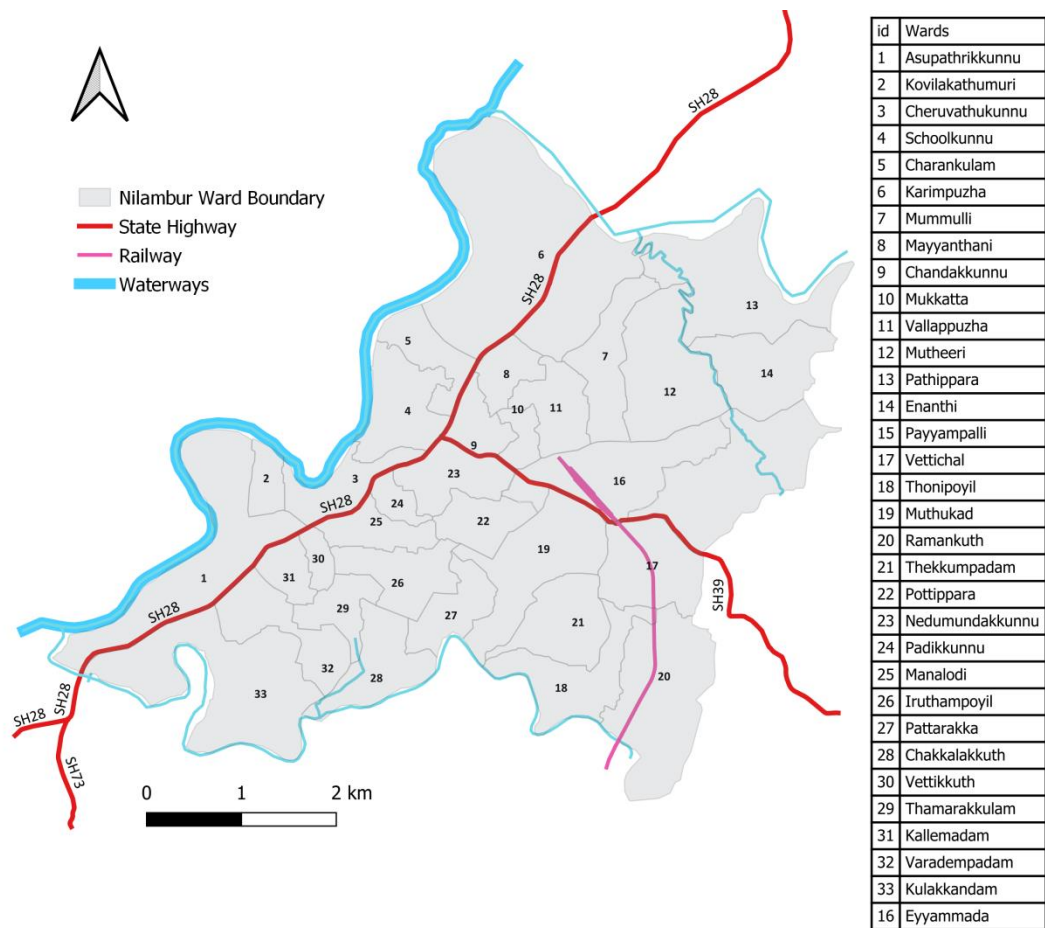 SH28
Nilambur Ward Boundary
State Highway
Railway
Waterways
6
SH28
13
5
7
8
14
12
4
10
11
9
2
3
23
16
SH28
24
25
22
19
30
1
31
26
17
29
27
SH39
21
SH28
32
28
20
33
18
SH28
SH28
SH73
0 1 2 km
id Wards
1 Asupathrikkunnu
2 Kovilakathumuri
3 Cheruvathukunnu
4 Schoolkunnu
5 Charankulam
6 Karimpuzha
7 Mummulli
8 Mayyanthani
9 Chandakkunnu
10 Mukkatta
11 Vallappuzha
12 Mutheeri
13 Pathippara
14 Enanthi
15 Payyampalli
17 Vettichal
18 Thonipoyil
19 Muthukad
20 Ramankuth
21 Thekkumpadam
22 Pottippara
23 Nedumundakkunnu
24 Padikkunnu
25 Manalodi
26 Iruthampoyil
27 Pattarakka
28 Chakkalakkuth
30 Vettikkuth
29 Thamarakkulam
31 Kallemadam
32 Varadempadam
33 Kulakkandam
16 Eyyammada